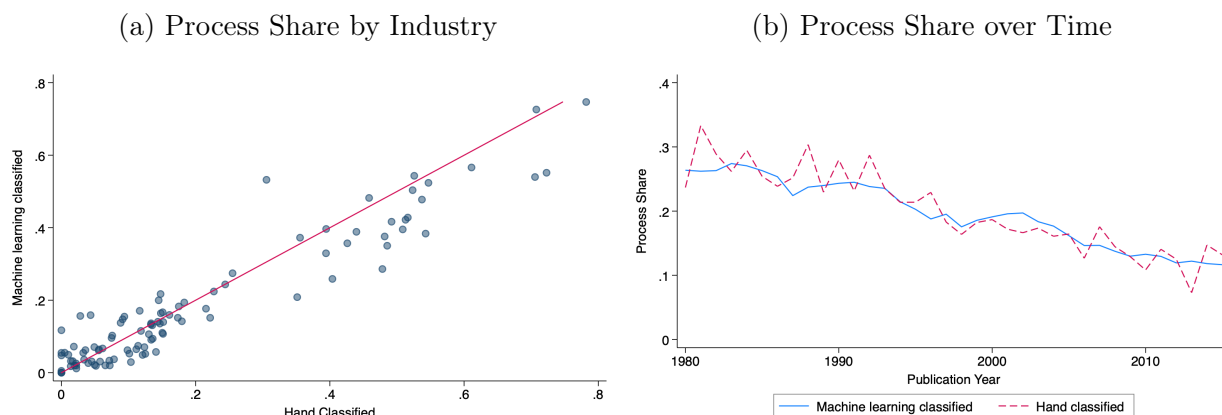 (a) Process Share by Industry
.8
.6
.4
.2
0
Machine learning classified
0 .2 .4 .6 .8
Hand Classified
(b) Process Share over Time
.4
.3
.2
.1
0
Process Share
1980 1990 2000 2010
Publication Year
Machine learning classified Hand classified